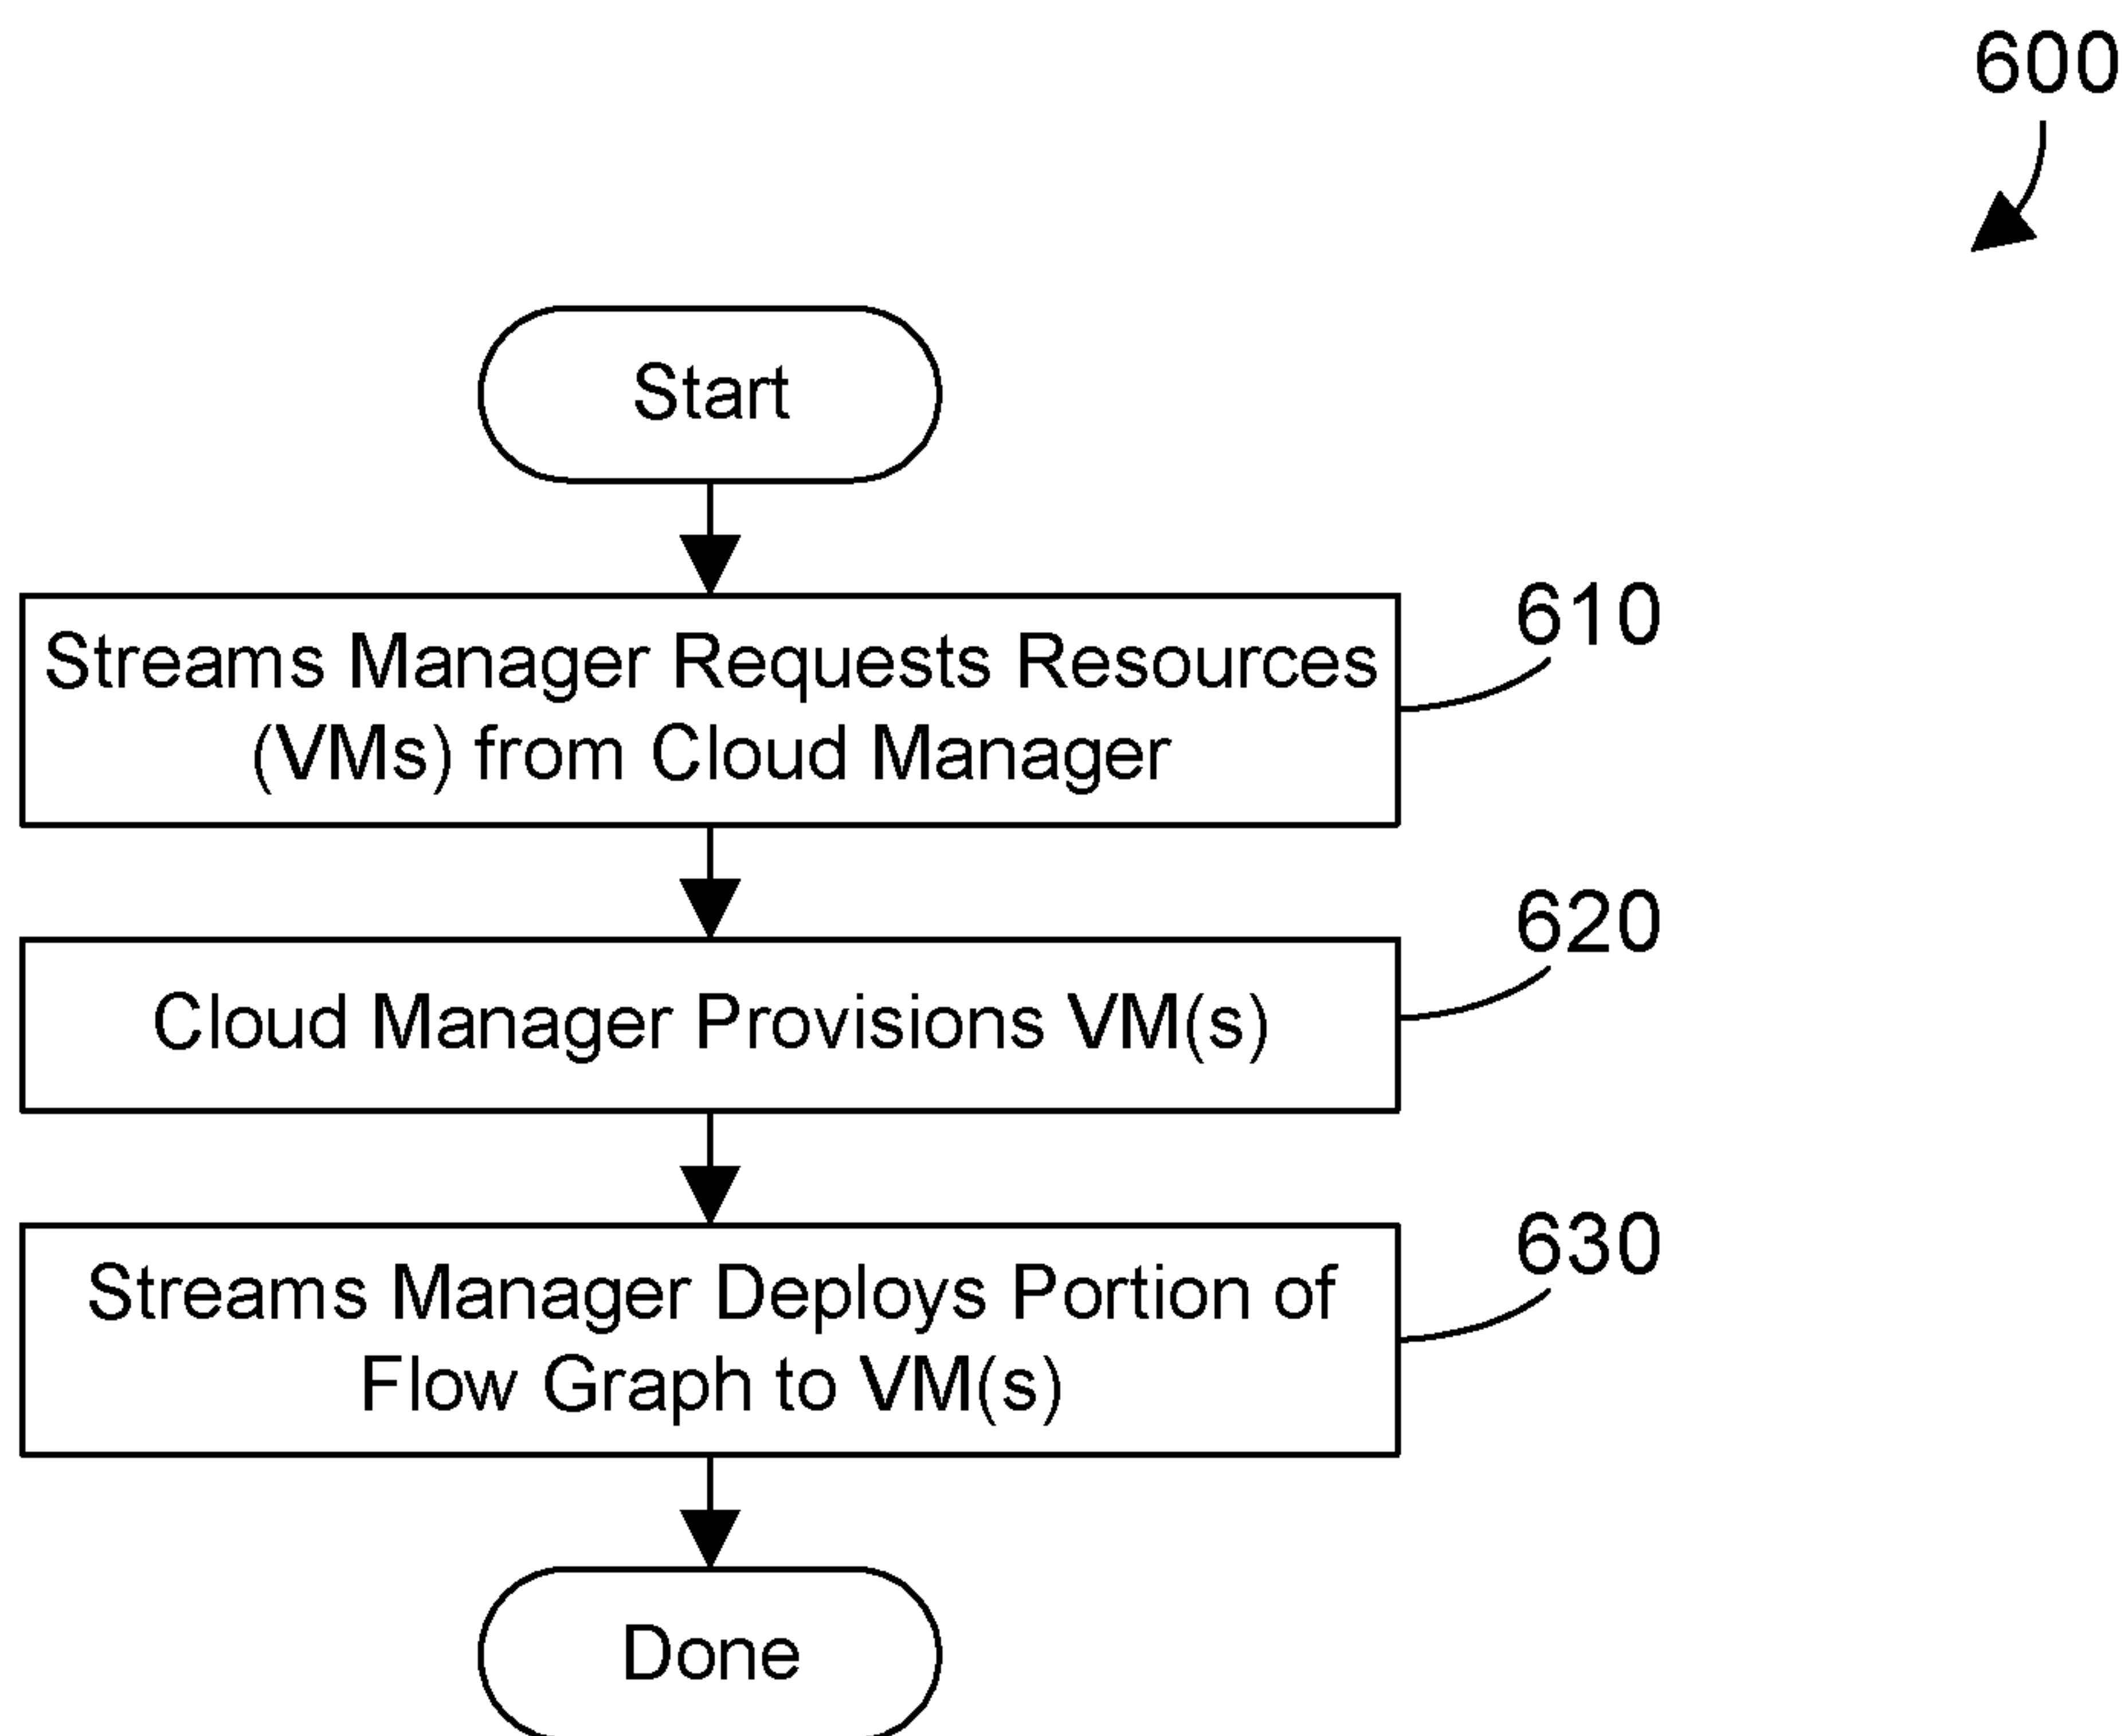 600
Start
Streams Manager Requests Resources
(VMs) from Cloud Manager
610
Cloud Manager Provisions VM(s)
620
Streams Manager Deploys Portion of
Flow Graph to VM(s)
630
Done